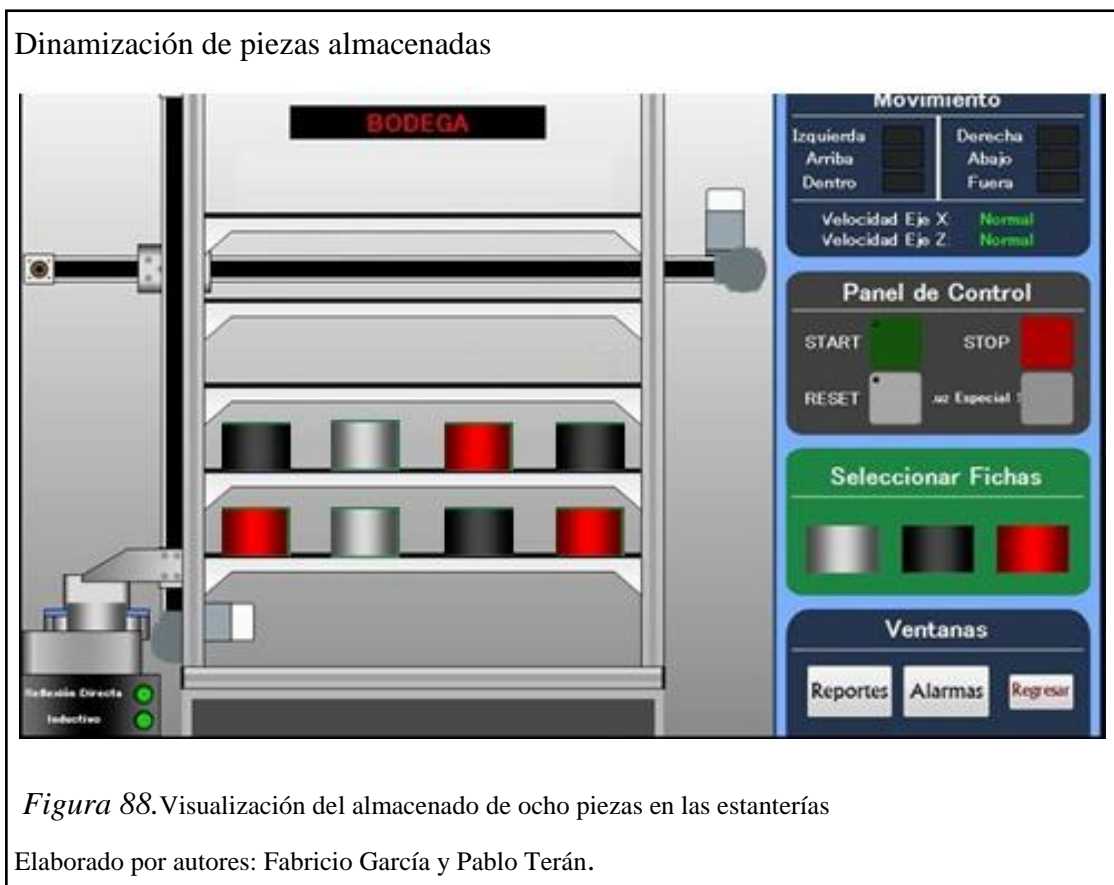 Dinamización de piezas almacenadas
BODEGA
Movimiento
Izquierda
Derecha
Arriba
Abajo
Dentro
Fuera
Velocidad Eje X Normal
Velocidad Eje Z Normal
Panel de Control
START
STOP
RESET
Especial
Seleccionar Fichas
Ventanas
Reportes
Alarmas
Regresar
Reflexión Directa
Inductivo
Figura 88.Visualización del almacenado de ocho piezas en las estanterías
Elaborado por autores: Fabricio García y Pablo Terán.